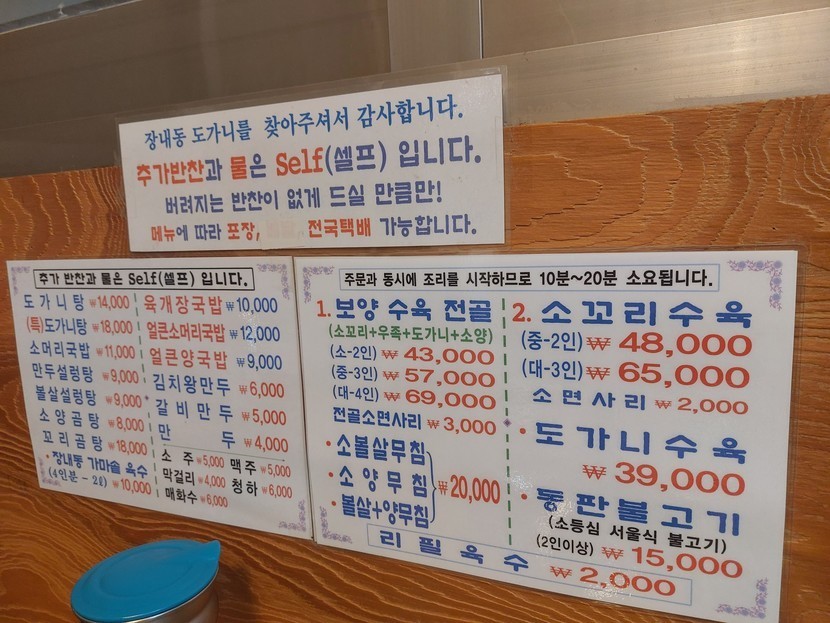 장내동 도가니를 찾아주셔서 감사합니다.
추가반찬과 물은 Self(셀프) 입니다.
버려지는 반찬이 없게 드실 만큼만!
메뉴에 따라 포장, 전국택배 가능합니다.
추가 반찬과 물은 Self(셀프) 입니다.
도가니탕 ₩14,000
(특)도가니탕 ₩18,000
소머리국밥 ₩11,000
만두설렁탕 ₩9,000
볼살설렁탕 ₩9,000
소양곰탕 ₩8,000
꼬리곰탕 ₩18,000
· 장내동 가마솥 육수
(4인분 ~ 2ℓ) ₩10,000
육개장국밥 ₩10,000
얼큰소머리국밥 ₩12,000
얼큰양국밥 ₩9,000
김치왕만두 ₩6,000
갈비만두 ₩5,000
만두 ₩4,000
소주 ₩5,000 맥주 ₩5,000
막걸리 ₩4,000 청하 ₩6,000
매화수 ₩6,000
주문과 동시에 조리를 시작하므로 10분~20분 소요됩니다.
1. 보양 수육 전골
(소꼬리+우족+도가니+소양)
(소-2인) ₩43,000
(중-3인) ₩57,000
(대-4인) ₩69,000
전골소면사리 ₩3,000
· 소볼살무침
· 소양무침
· 볼살+양무침
₩20,000
2. 소꼬리수육
(중-2인) ₩48,000
(대-3인) ₩65,000
소면사리 ₩2,000
· 도가니수육
₩39,000
· 동판불고기
(소등심 서울식 불고기)
(2인이상) ₩15,000
리필육수 ₩2,000